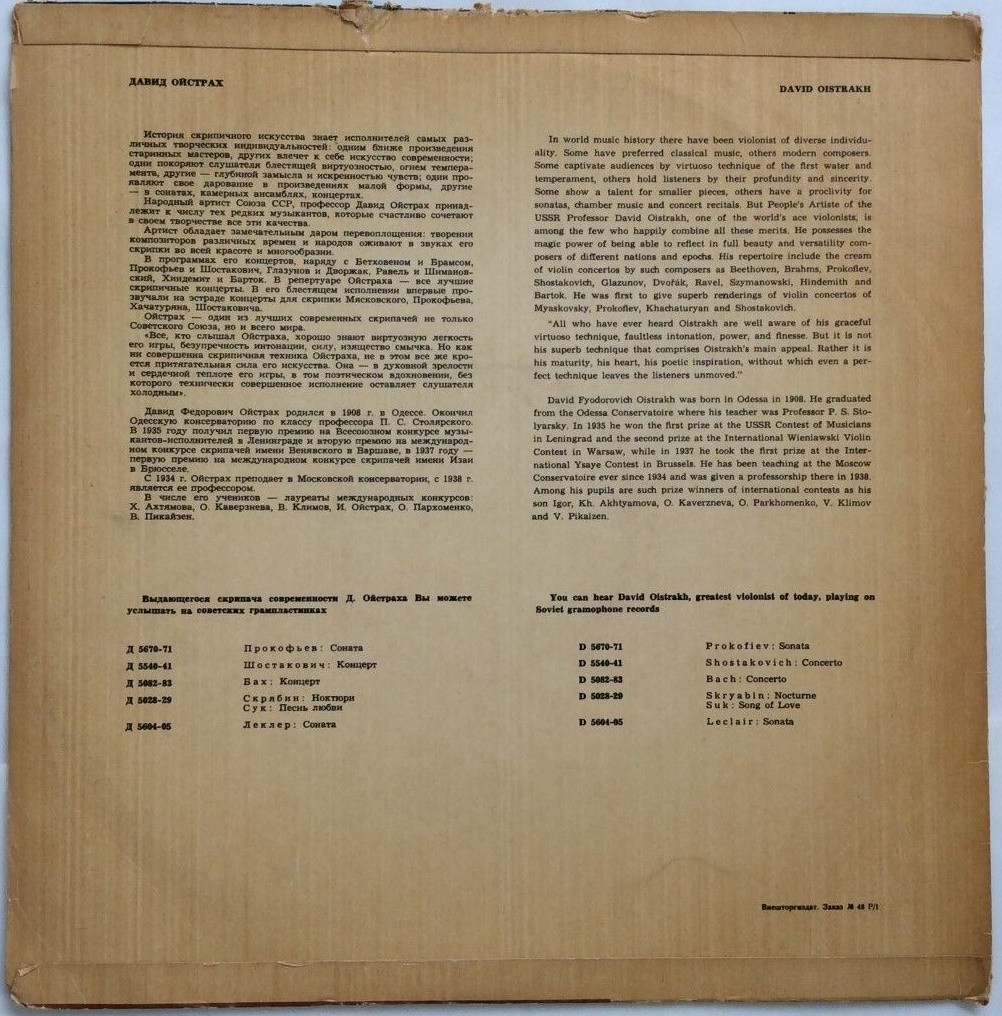 ДАВИД ОЙСТРАХ
История скрипичного искусства знает исполнителей самых раз-
личных творческих индивидуальностей: одним ближе произведения
старинных мастеров, других влечет к себе искусство современности;
одни покоряют слушателя блестящей виртуозностью, огнем темпера-
мента, другие — глубиной замысла и искренностью чувств; одни про-
являют свое дарование в произведениях малой формы, другие
— в сонатах, камерных ансамблях, концертах.
Народный артист Союза ССР, профессор Давид Ойстрах принад-
лежит к числу тех редких музыкантов, которые счастливо сочетают
в своем творчестве все эти качества.
Артист обладает замечательным даром перевоплощения: творения
композиторов различных времен и народов оживают в звуках его
скрипки во всей красоте и многообразии.
В программах его концертов, наряду с Бетховеном и Брамсом,
Прокофьев и Шостакович, Глазунов и Дворжак, Равель и Шиманов-
ский, Хиндемит и Барток. В репертуаре Ойстраха — все лучшие
скрипичные концерты. В его блестящем исполнении впервые про-
звучали на эстраде концерты для скрипки Мясковского, Прокофьева,
Хачатуряна, Шостаковича.
Ойстрах — один из лучших современных скрипачей не только
Советского Союза, но и всего мира.
«Все, кто слышал Ойстраха, хорошо знают виртуозную легкость
его игры, безупречность интонации, силу, изящество смычка. Но как
ни совершенна скрипичная техника Ойстраха, не в этом все же кро-
ется притягательная сила его искусства. Она — в духовной зрелости
и сердечной теплоте его игры, в том поэтическом вдохновении, без
которого технически совершенное исполнение оставляет слушателя
холодным».
Давид Федорович Ойстрах родился в 1908 г. в Одессе. Окончил
Одесскую консерваторию по классу профессора П. С. Столярского.
В 1935 году получил первую премию на Всесоюзном конкурсе музы-
кантов-исполнителей в Ленинграде и вторую премию на международ-
ном конкурсе скрипачей имени Венявского в Варшаве, в 1937 году —
первую премию на международном конкурсе скрипачей имени Изаи
в Брюсселе.
С 1934 г. Ойстрах преподает в Московской консерватории, с 1938 г.
является ее профессором.
В числе его учеников — лауреаты международных конкурсов:
Х. Ахтямова, О. Каверзнева, В. Климов, И. Ойстрах, О. Пархоменко,
В. Пикайзен.
Выдающегося скрипача современности Д. Ойстраха Вы можете
услышать на советских грампластинках
Д 5670-71 Прокофьев: Соната
Д 5540-41 Шостакович: Концерт
Д 5082-83 Бах: Концерт
Д 5028-29 Скрябин: Ноктюрн
Сук: Песнь любви
Д 5604-05 Леклер: Соната
DAVID OISTRAKH
In world music history there have been violonist of diverse individu-
ality. Some have preferred classical music, others modern composers.
Some captivate audiences by virtuoso technique of the first water and
temperament, others hold listeners by their profundity and sincerity.
Some show a talent for smaller pieces, others have a proclivity for
sonatas, chamber music and concert recitals. But People's Artiste of the
USSR Professor David Oistrakh, one of the world's ace violonists, is
among the few who happily combine all these merits. He possesses the
magic power of being able to reflect in full beauty and versatility com-
posers of different nations and epochs. His repertoire include the cream
of violin concertos by such composers as Beethoven, Brahms, Prokofiev,
Shostakovich, Glazunov, Dvořák, Ravel, Szymanowski, Hindemith and
Bartok. He was first to give superb renderings of violin concertos of
Myaskovsky, Prokofiev, Khachaturyan and Shostakovich.
“All who have ever heard Oistrakh are well aware of his graceful
virtuoso technique, faultless intonation, power, and finesse. But it is not
his superb technique that comprises Oistrakh's main appeal. Rather it is
his maturity, his heart, his poetic inspiration, without which even a per-
fect technique leaves the listeners unmoved.”
David Fyodorovich Oistrakh was born in Odessa in 1908. He graduated
from the Odessa Conservatoire where his teacher was Professor P. S. Sto-
lyarsky. In 1935 he won the first prize at the USSR Contest of Musicians
in Leningrad and the second prize at the International Wieniawski Violin
Contest in Warsaw, while in 1937 he took the first prize at the Inter-
national Ysaye Contest in Brussels. He has been teaching at the Moscow
Conservatoire ever since 1934 and was given a professorship there in 1938.
Among his pupils are such prize winners of international contests as his
son Igor, Kh. Akhtyamova, O. Kaverzneva, O. Parkhomenko, V. Klimov
and V. Pikaizen.
You can hear David Oistrakh, greatest violonist of today, playing on
Soviet gramophone records
D 5670-71 Prokofiev: Sonata
D 5540-41 Shostakovich: Concerto
D 5082-83 Bach: Concerto
D 5028-29 Skryabin: Nocturne
Suk: Song of Love
D 5604-05 Leclair: Sonata
Внешторгиздат. Заказ № 48 Р/1